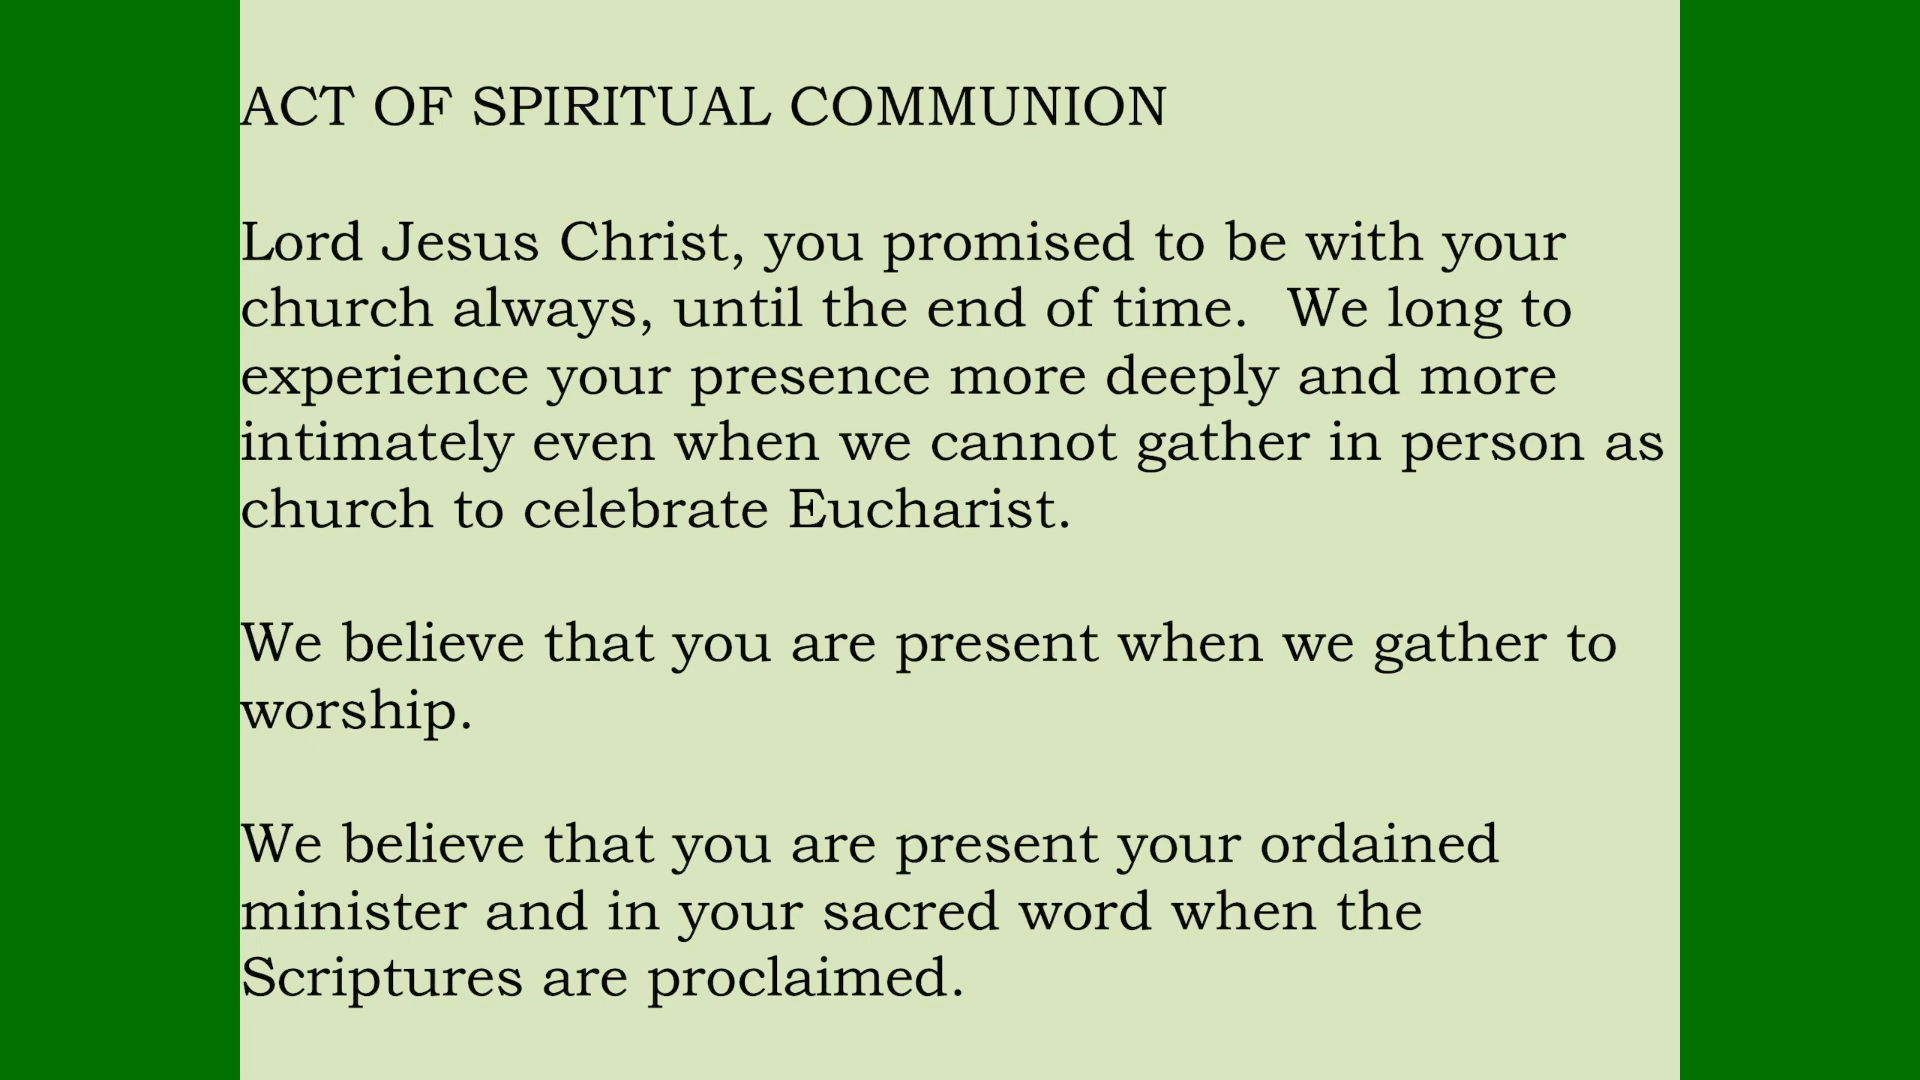 ACT OF SPIRITUAL COMMUNION
Lord Jesus Christ, you promised to be with your
church always, until the end of time.  We long to
experience your presence more deeply and more
intimately even when we cannot gather in person as
church to celebrate Eucharist.
We believe that you are present when we gather to
worship.
We believe that you are present your ordained
minister and in your sacred word when the
Scriptures are proclaimed.